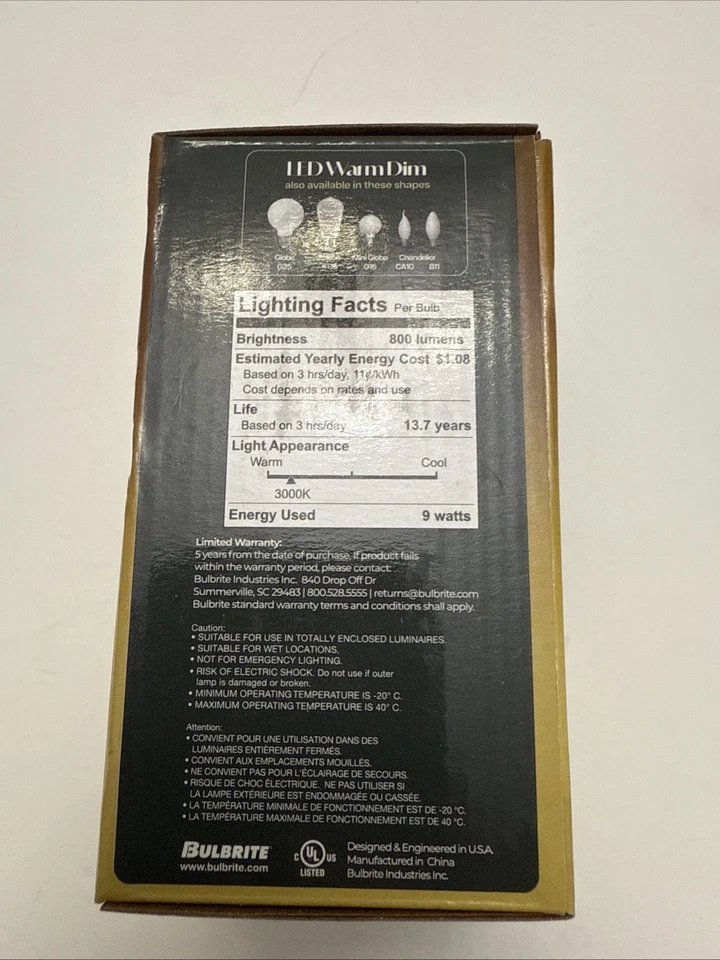 LED Warm Dim
also available in these shapes
Globe Mini Globe Chandelier
G25 G16 CA10 B11
Lighting Facts Per Bulb
Brightness 800 lumens
Estimated Yearly Energy Cost $1.08
Based on 3 hrs/day, 11¢/kWh
Cost depends on rates and use
Life
Based on 3 hrs/day 13.7 years
Light Appearance
Warm Cool
3000K
Energy Used 9 watts
Limited Warranty:
5 years from the date of purchase. If product fails
within the warranty period, please contact:
Bulbrite Industries Inc. 840 Drop Off Dr
Summerville, SC 29483 | 800.528.5555 | returns@bulbrite.com
Bulbrite standard warranty terms and conditions shall apply.
Caution:
• SUITABLE FOR USE IN TOTALLY ENCLOSED LUMINAIRES.
• SUITABLE FOR WET LOCATIONS,
• NOT FOR EMERGENCY LIGHTING.
• RISK OF ELECTRIC SHOCK. Do not use if outer
lamp is damaged or broken.
• MINIMUM OPERATING TEMPERATURE IS -20° C.
• MAXIMUM OPERATING TEMPERATURE IS 40° C.
Attention:
• CONVIENT POUR UNE UTILISATION DANS DES
LUMINAIRES ENTIÈREMENT FERMÉS.
• CONVIENT AUX EMPLACEMENTS MOUILLÉS.
• NE CONVIENT PAS POUR L'ÉCLAIRAGE DE SECOURS.
• RISQUE DE CHOC ÉLECTRIQUE. NE PAS UTILISER SI
LA LAMPE EXTÉRIEURE EST ENDOMMAGÉE OU CASSÉE.
• LA TEMPÉRATURE MINIMALE DE FONCTIONNEMENT EST DE -20 °C.
• LA TEMPÉRATURE MAXIMALE DE FONCTIONNEMENT EST DE 40 °C.
BULBRITE
www.bulbrite.com
C UL US
LISTED
Designed & Engineered in U.S.A.
Manufactured in China
Bulbrite Industries Inc.